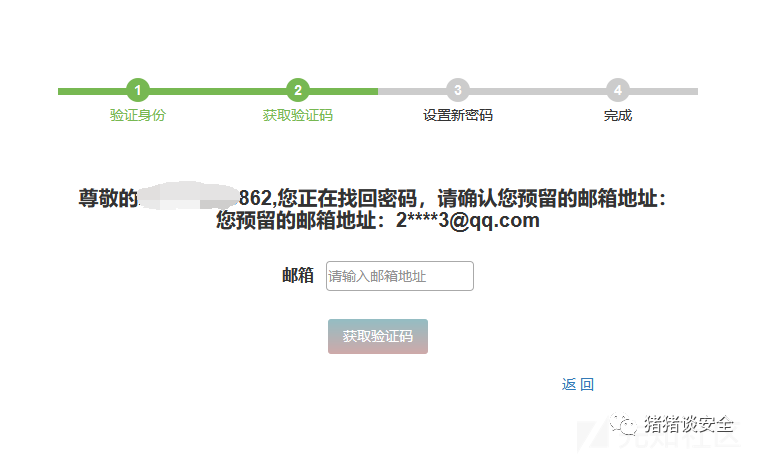 1 2 3 4
验证身份 获取验证码 设置新密码 完成
尊敬的 862,您正在找回密码，请确认您预留的邮箱地址：
您预留的邮箱地址：2****3@qq.com
邮箱 请输入邮箱地址
获取验证码
返 回
猪猪谈安全
先知社区